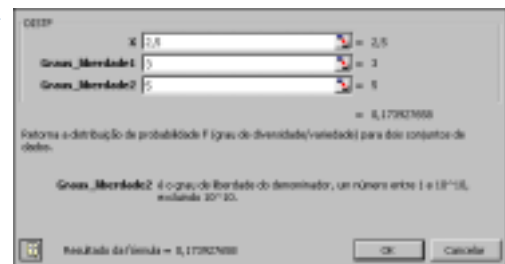 DISTF
X 2,5 = 2,5
Graus_liberdade1 3 = 3
Graus_liberdade2 5 = 5
= 0,173927658
Retorna a distribuição de probabilidade F (grau de diversidade/variedade) para dois conjuntos de
dados.
Graus_liberdade2 é o grau de liberdade do denominador, um número entre 1 e 10^10,
excluindo 10^10.
Resultado da fórmula = 0,173927658
OK Cancelar